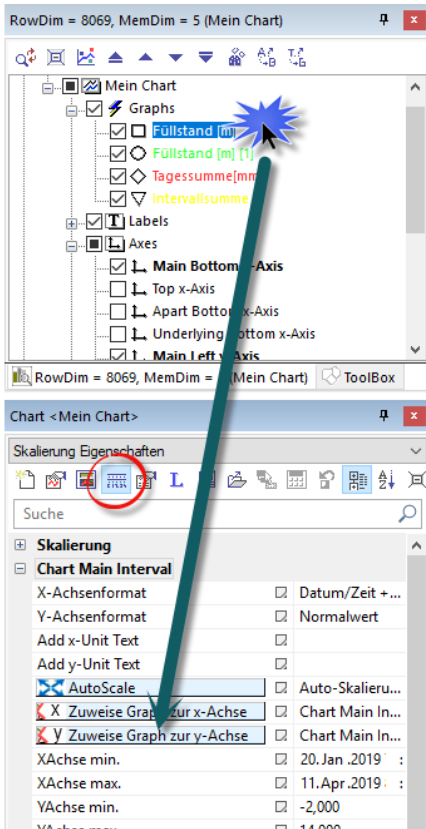 RowDim = 8069, MemDim = 5 (Mein Chart)
Mein Chart
Graphs
Füllstand [m]
Füllstand [m] [1]
Tagessumme[mm
Intervallsumme
Labels
Axes
Main Bottom x-Axis
Top x-Axis
Apart Bottom x-Axis
Underlying Bottom x-Axis
Main Left y-Axis
RowDim = 8069, MemDim = (Mein Chart) ToolBox
Chart <Mein Chart>
Skalierung Eigenschaften
L
Suche
Skalierung
Chart Main Interval
X-Achsenformat Datum/Zeit +...
Y-Achsenformat Normalwert
Add x-Unit Text
Add y-Unit Text
AutoScale Auto-Skalieru...
X Zuweise Graph zur x-Achse Chart Main In...
y Zuweise Graph zur y-Achse Chart Main In...
XAchse min. 20. Jan .2019 :
XAchse max. 11.Apr .2019 :
YAchse min. -2,000
YAchse max. 14,000